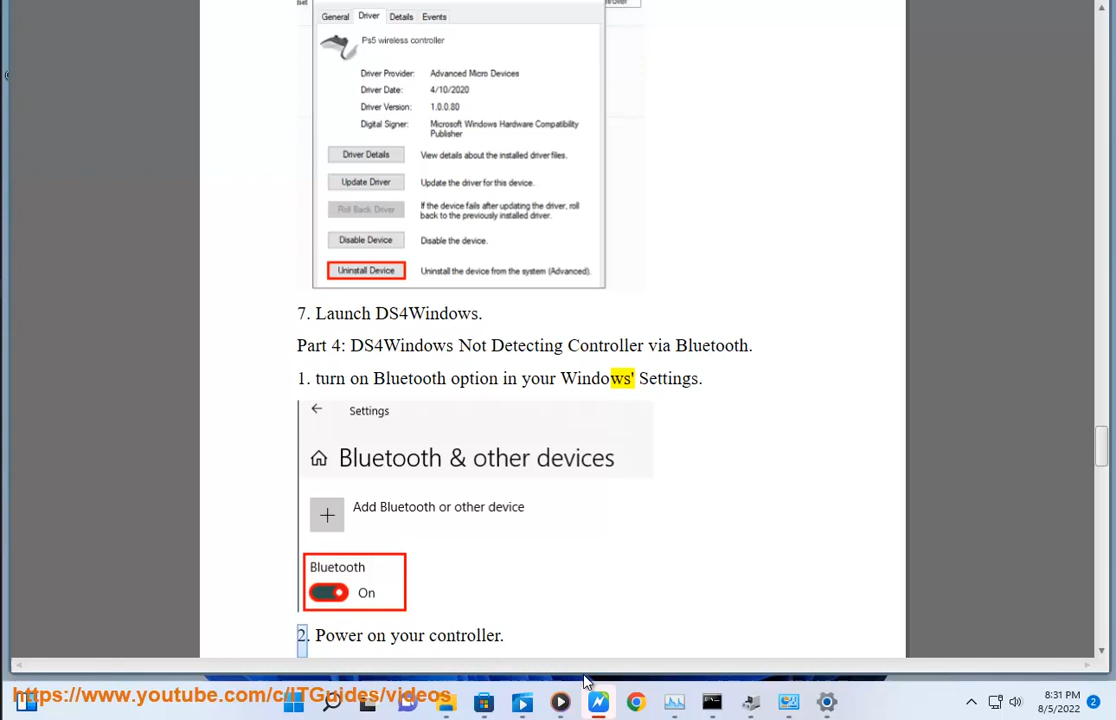 General Driver Details Events
Ps5 wireless controller
Driver Provider: Advanced Micro Devices
Driver Date: 4/10/2020
Driver Version: 1.0.0.80
Digital Signer: Microsoft Windows Hardware Compatibility
Publisher
Driver Details View details about the installed driver files.
Update Driver Update the driver for this device.
Roll Back Driver If the device fails after updating the driver, roll
back to the previously installed driver.
Disable Device Disable the device.
Uninstall Device Uninstall the device from the system (Advanced).
7. Launch DS4Windows.
Part 4: DS4Windows Not Detecting Controller via Bluetooth.
1. turn on Bluetooth option in your Windows' Settings.
Settings
Bluetooth & other devices
Add Bluetooth or other device
Bluetooth
On
2. Power on your controller.
https://www.youtube.com/c/ITGuides/videos
8:31 PM
8/5/2022
2